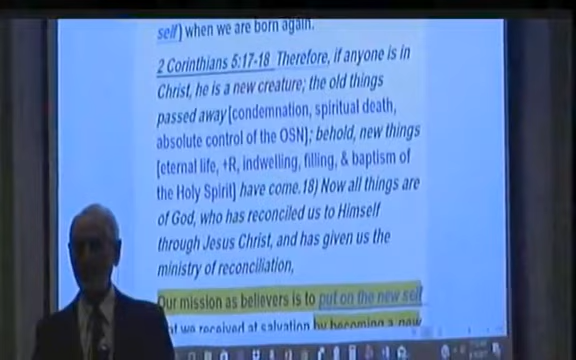 self] when we are born again.
2 Corinthians 5:17-18 Therefore, if anyone is in
Christ, he is a new creature; the old things
passed away[condemnation, spiritual death,
absolute control of the OSN]; behold, new things
[eternal life, +R, indwelling, filling, & baptism of
the Holy Spirit] have come.18) Now all things are
of God, who has reconciled us to Himself
through Jesus Christ, and has given us the
ministry of reconciliation,
Our mission as believers is to put on the new self
that we received at salvation by becoming a new